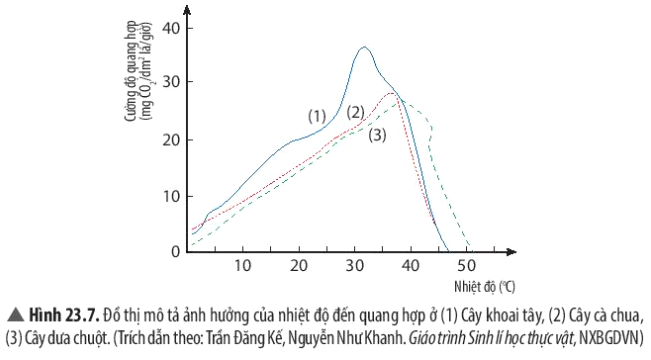 Cường độ quang hợp
(mg CO₂/dm² lá/giờ)
40
30
20
10
0
(1)
(2)
(3)
10
20
30
40
50
Nhiệt độ (°C)
▲ Hình 23.7. Đồ thị mô tả ảnh hưởng của nhiệt độ đến quang hợp ở (1) Cây khoai tây, (2) Cây cà chua,
(3) Cây dưa chuột. (Trích dẫn theo: Trần Đăng Kế, Nguyễn Như Khanh. Giáo trình Sinh lí học thực vật, NXBGDVN)